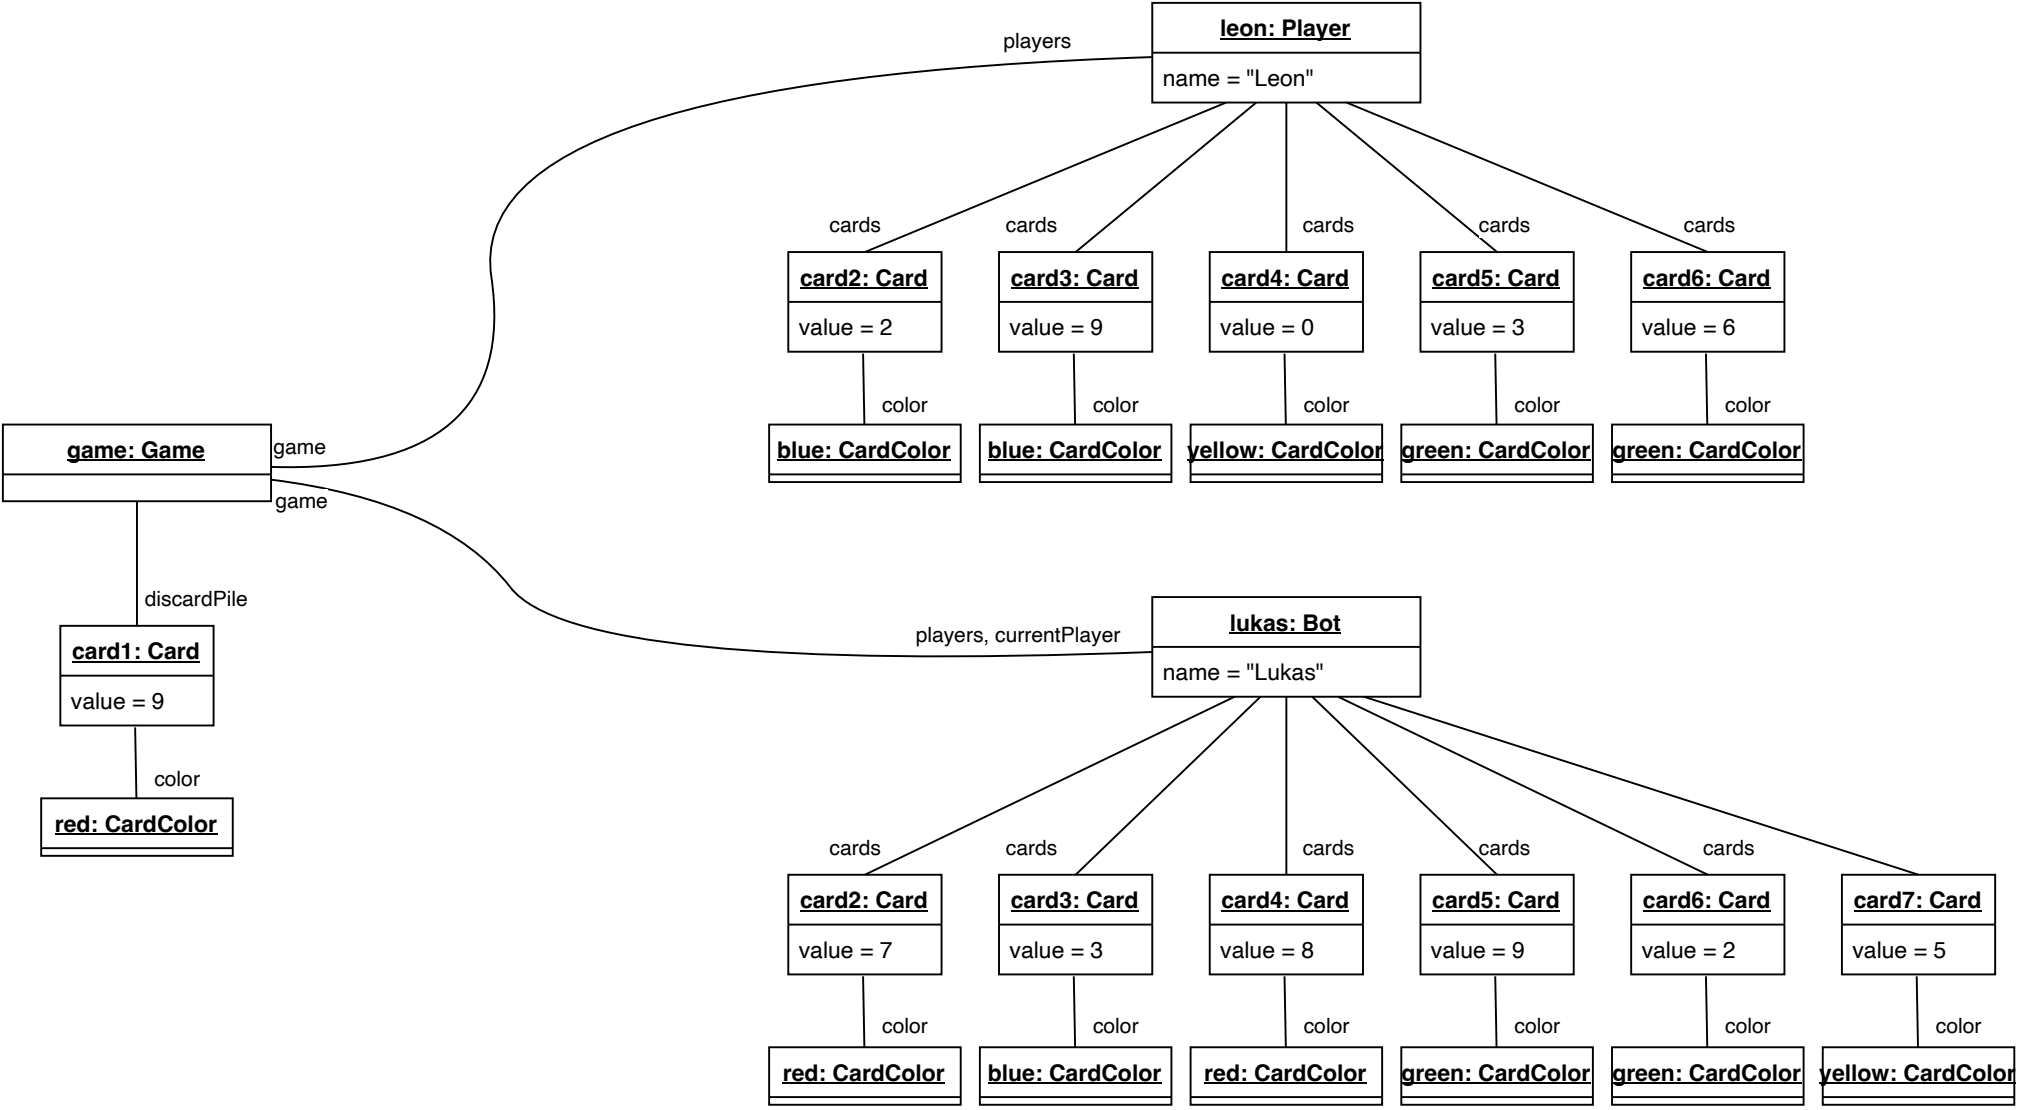 leon: Player
name = "Leon"
players
cards
cards
cards
cards
cards
card2: Card
value = 2
card3: Card
value = 9
card4: Card
value = 0
card5: Card
value = 3
card6: Card
value = 6
color
color
color
color
color
blue: CardColor
blue: CardColor
yellow: CardColor
green: CardColor
green: CardColor
game: Game
game
game
discardPile
card1: Card
value = 9
color
red: CardColor
players, currentPlayer
lukas: Bot
name = "Lukas"
cards
cards
cards
cards
cards
card2: Card
value = 7
card3: Card
value = 3
card4: Card
value = 8
card5: Card
value = 9
card6: Card
value = 2
card7: Card
value = 5
color
color
color
color
color
color
red: CardColor
blue: CardColor
red: CardColor
green: CardColor
green: CardColor
yellow: CardColor